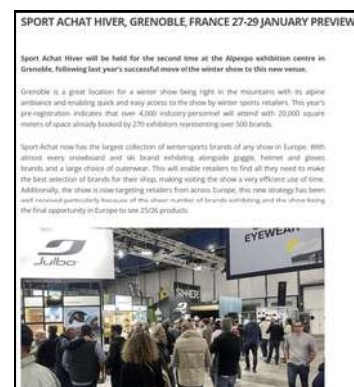 SPORT ACHAT HIVER, GRENOBLE, FRANCE 27-29 JANUARY PREVIEW
Sport Achat Hiver will be held for the second time at the Alpexpo exhibition centre in
Grenoble, following last year's successful move of the winter show to this new venue.
Grenoble is a great location for a winter show being right in the mountains with its alpine
ambiance and enabling quick and easy access to the show by winter sports retailers. This year's
pre-registration indicates that over 4,000 industry personnel will attend with 20,000 square
meters of space already booked by 270 exhibitors representing over 500 brands.
Sport-Achat now has the largest collection of winter-sports brands of any show in Europe. With
almost every snowboard and ski brand exhibiting alongside goggle, helmet and gloves
brands and a large choice of outerwear. This will enable retailers to find all they need to make
the best selection of brands for their shop, making visiting the show a very efficient use of time.
Additionally, the show is now targeting retailers from across Europe, this new strategy has been
well received particularly because of the sheer number of brands exhibiting and the show being
the final opportunity in Europe to see 25/26 products.
Julbo
SINNER
EYEWEAR